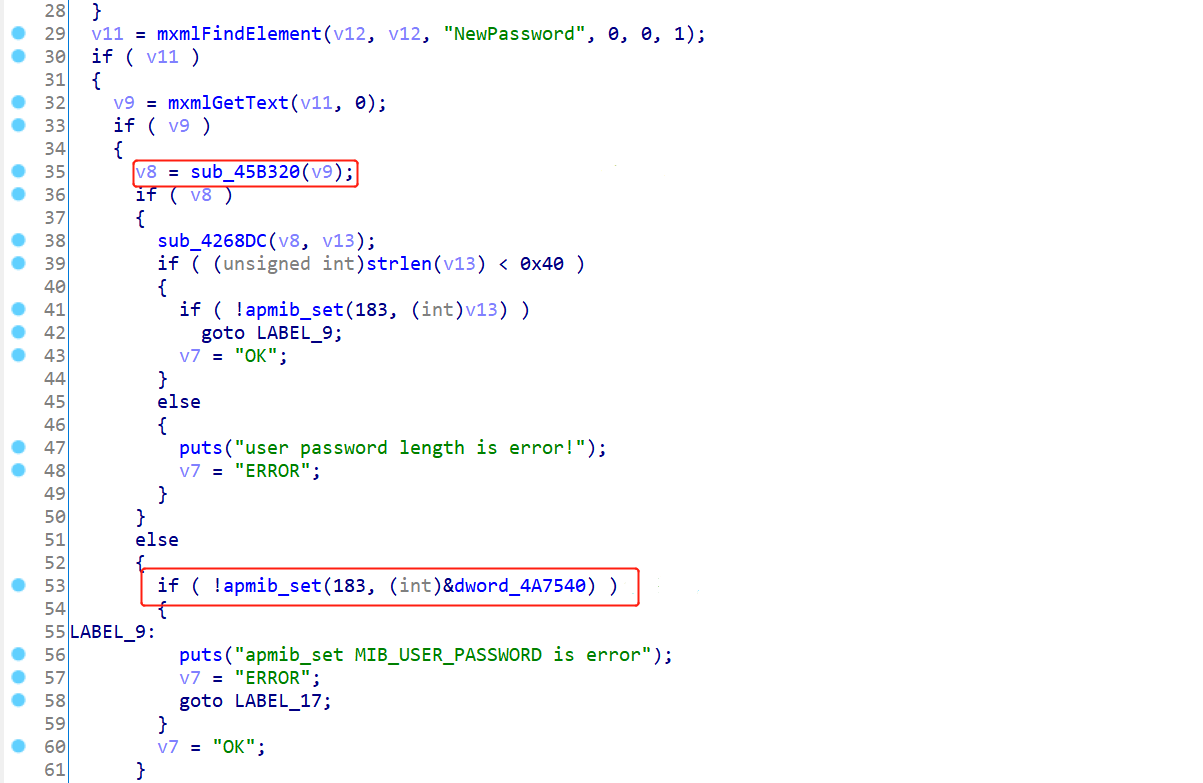 28 }
29 v11 = mxmlFindElement(v12, v12, "NewPassword", 0, 0, 1);
30 if ( v11 )
31 {
32 v9 = mxmlGetText(v11, 0);
33 if ( v9 )
34 {
35 v8 = sub_45B320(v9);
36 if ( v8 )
37 {
38 sub_4268DC(v8, v13);
39 if ( (unsigned int)strlen(v13) < 0x40 )
40 {
41 if ( !apmib_set(183, (int)v13) )
42 goto LABEL_9;
43 v7 = "OK";
44 }
45 else
46 {
47 puts("user password length is error!");
48 v7 = "ERROR";
49 }
50 }
51 else
52 {
53 if ( !apmib_set(183, (int)&dword_4A7540) )
54 {
55 LABEL_9:
56 puts("apmib_set MIB_USER_PASSWORD is error");
57 v7 = "ERROR";
58 goto LABEL_17;
59 }
60 v7 = "OK";
61 }